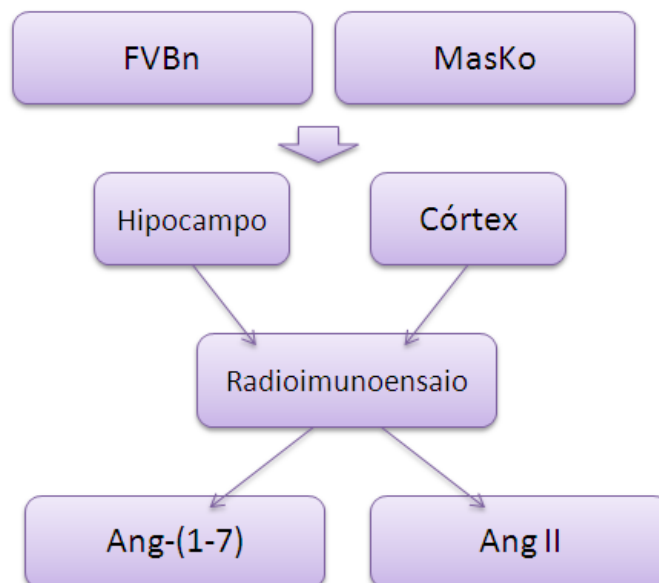 FVBn
MasKo
Hipocampo
Córtex
Radioimunoensaio
Ang-(1-7)
Ang II